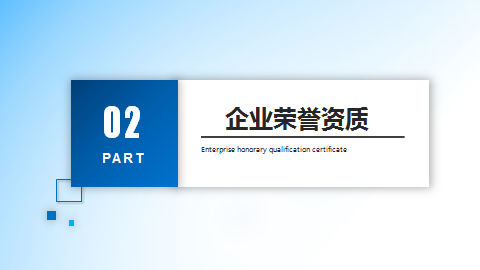 02
PART
企业荣誉资质
Enterprise honorary qualification certificate